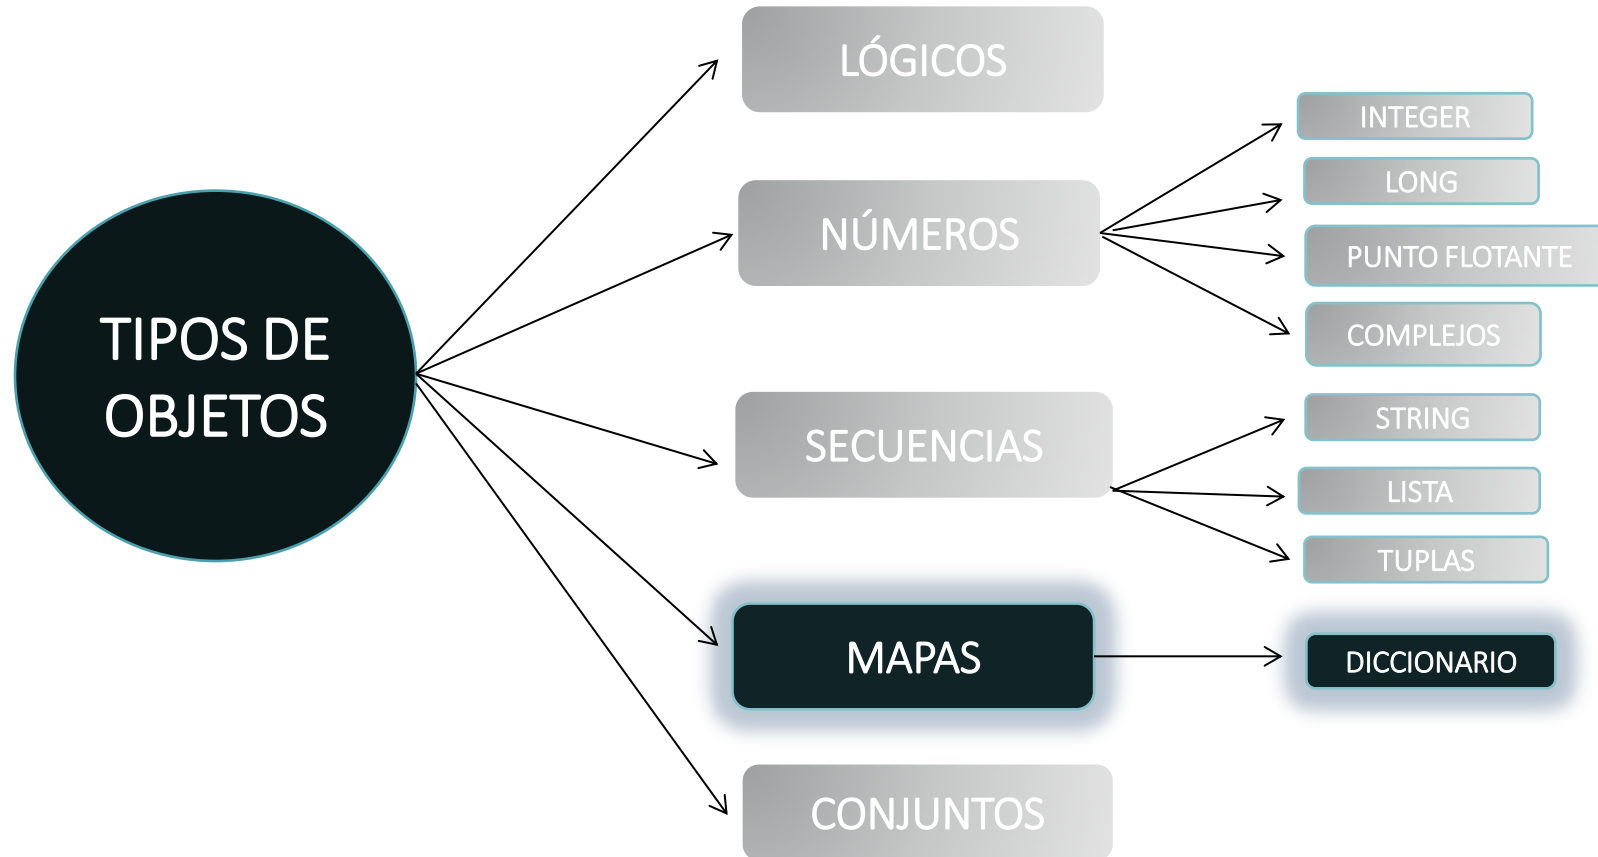 TIPOS DE
OBJETOS
LÓGICOS
NÚMEROS
INTEGER
LONG
PUNTO FLOTANTE
COMPLEJOS
SECUENCIAS
STRING
LISTA
TUPLAS
MAPAS
DICCIONARIO
CONJUNTOS